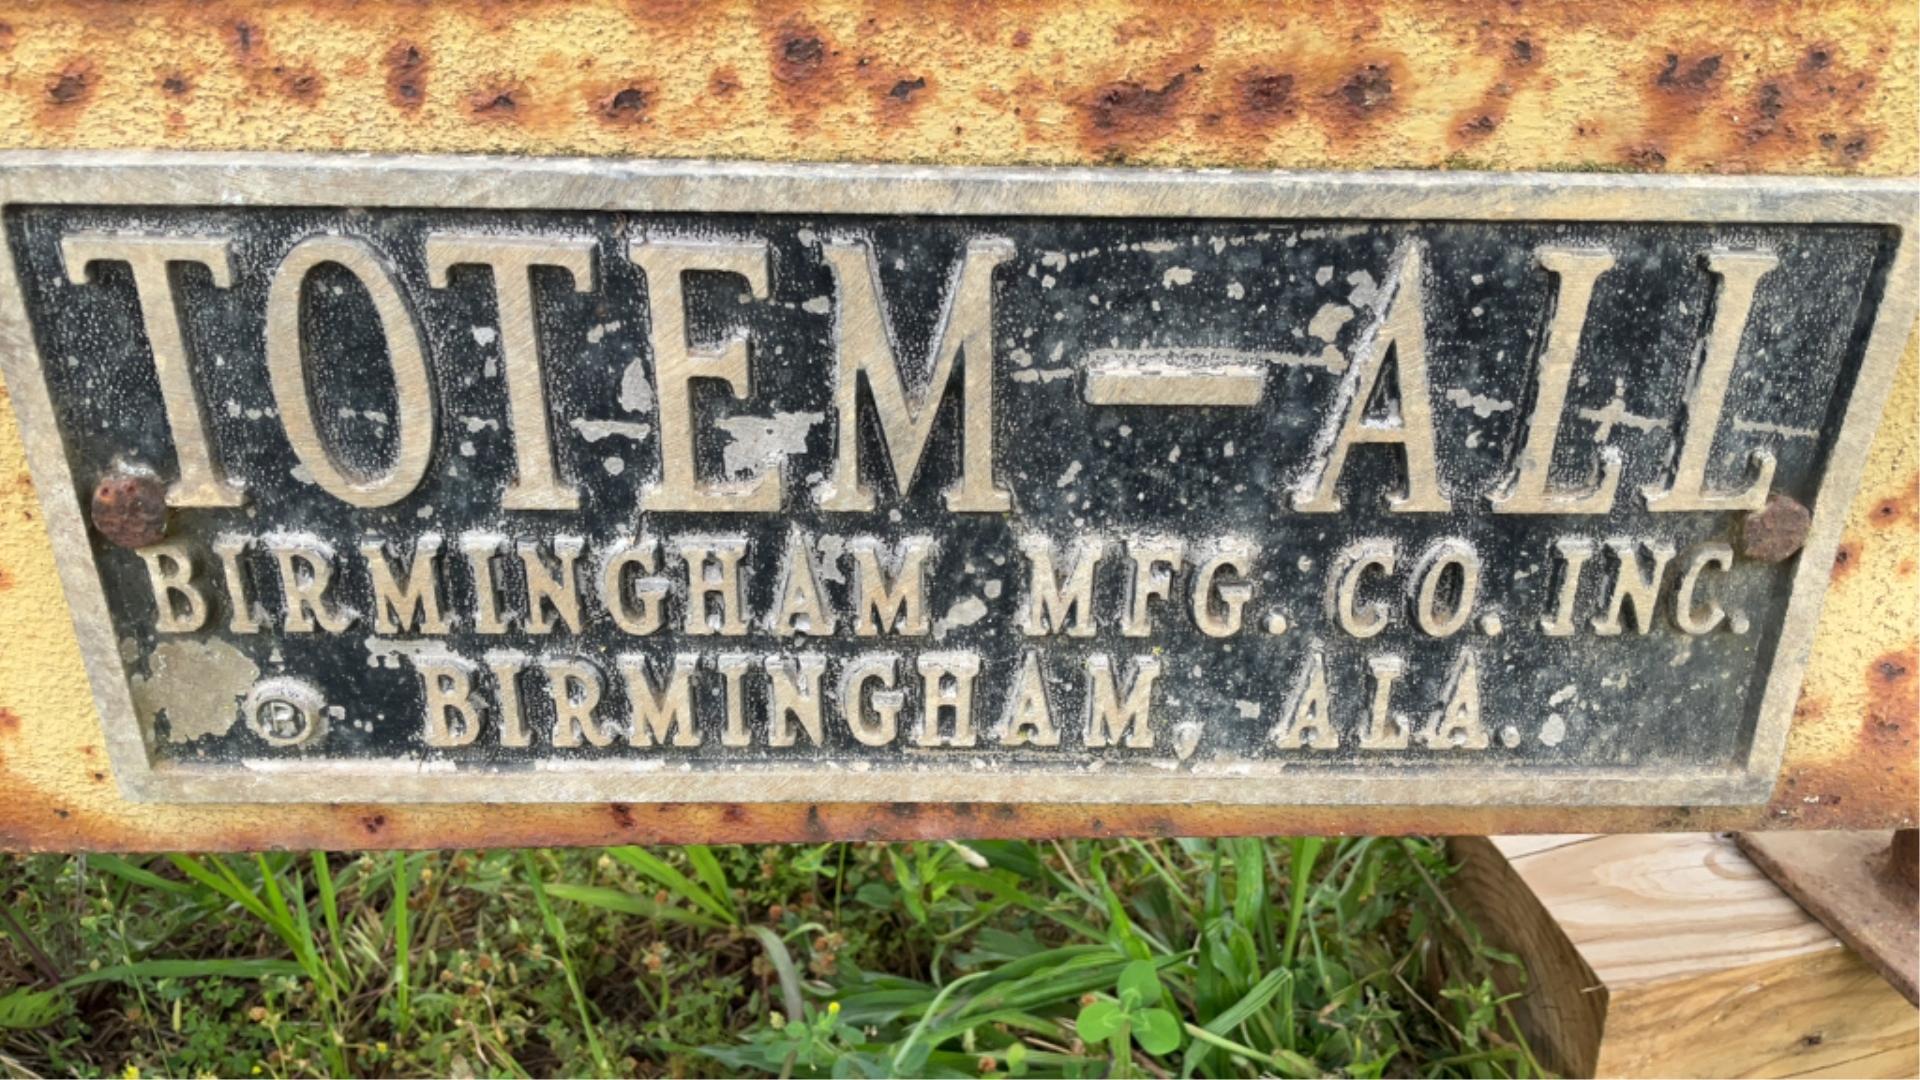 TOTEM-ALL
BIRMINGHAM MFG. CO. INC.
® BIRMINGHAM, ALA.